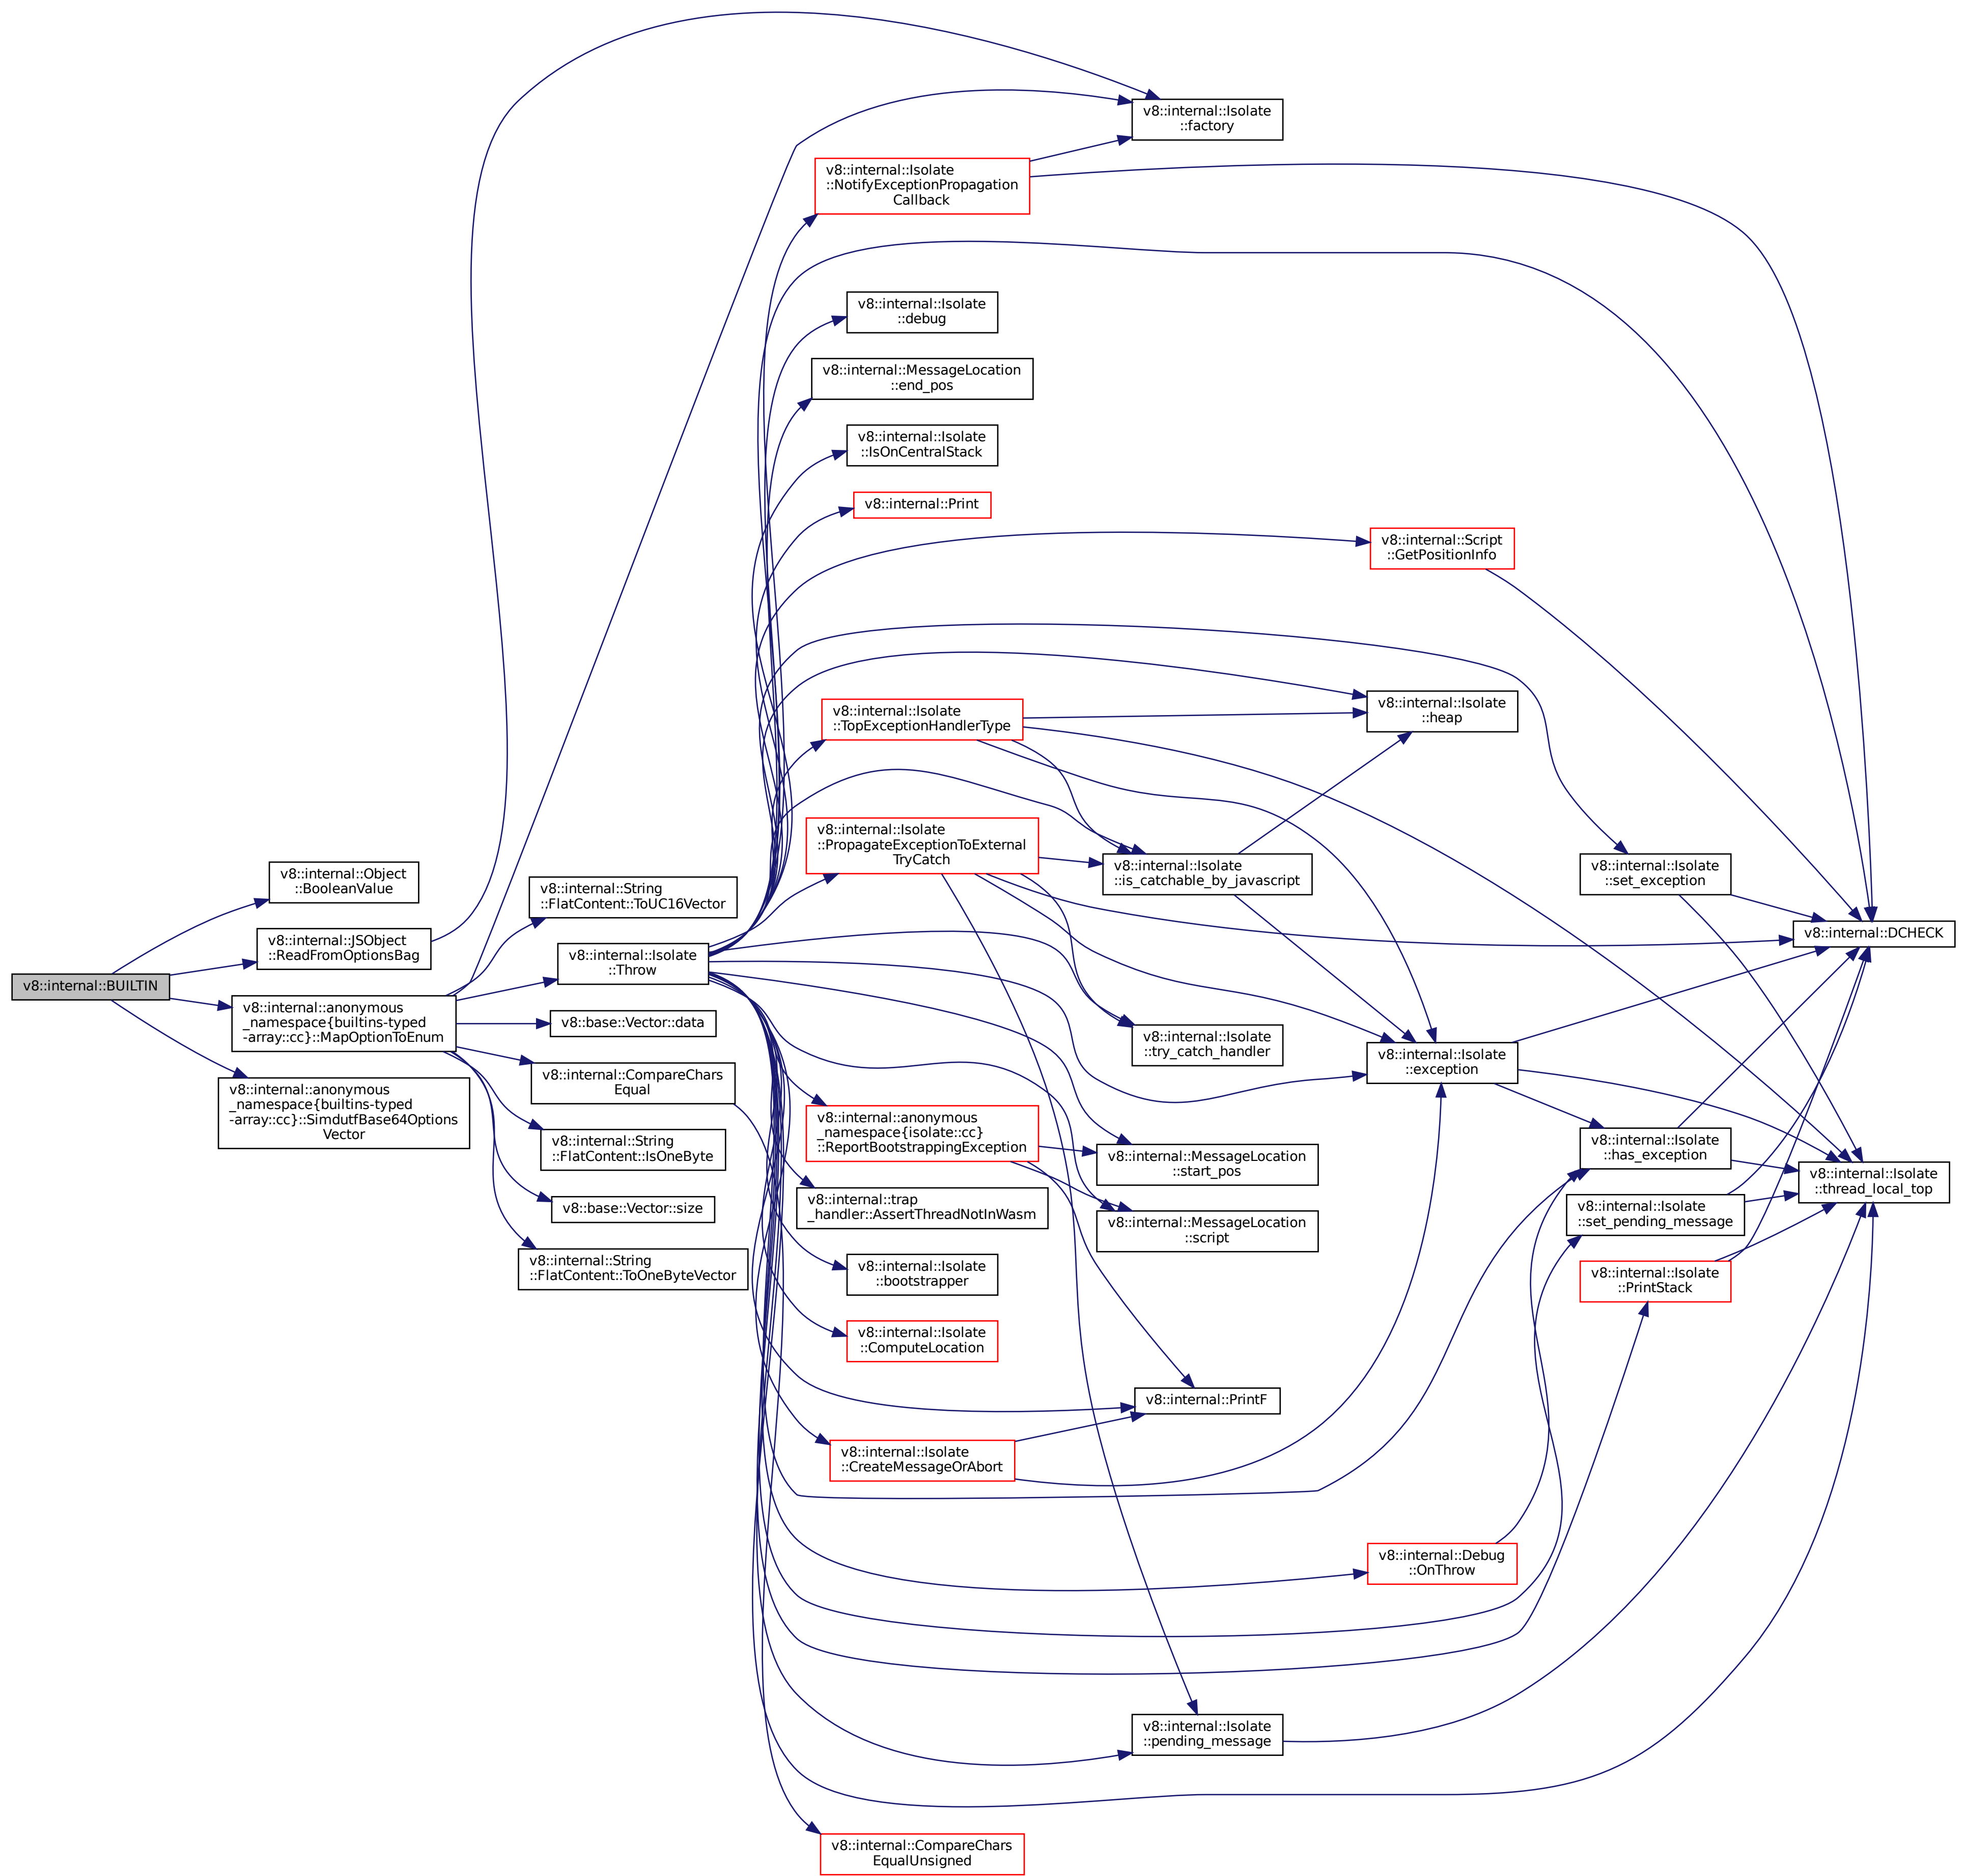 v8::internal::Isolate
::factory
v8::internal::Isolate
::NotifyExceptionPropagation
Callback
v8::internal::Isolate
::debug
v8::internal::MessageLocation
::end_pos
v8::internal::Isolate
::IsOnCentralStack
v8::internal::Print
v8::internal::Script
::GetPositionInfo
v8::internal::Isolate
::heap
v8::internal::Isolate
::TopExceptionHandlerType
v8::internal::Isolate
::PropagateExceptionToExternal
TryCatch
v8::internal::Isolate
::is_catchable_by_javascript
v8::internal::Isolate
::set_exception
v8::internal::Object
::BooleanValue
v8::internal::String
::FlatContent::ToUC16Vector
v8::internal::DCHECK
v8::internal::JSObject
::ReadFromOptionsBag
v8::internal::Isolate
::Throw
v8::internal::BUILTIN
v8::internal::anonymous
_namespace{builtins-typed
-array::cc}::MapOptionToEnum
v8::base::Vector::data
v8::internal::Isolate
::try_catch_handler
v8::internal::Isolate
::exception
v8::internal::CompareChars
Equal
v8::internal::anonymous
_namespace{builtins-typed
-array::cc}::SimdutfBase64Options
Vector
v8::internal::anonymous
_namespace{isolate::cc}
::ReportBootstrappingException
v8::internal::String
::FlatContent::IsOneByte
v8::internal::MessageLocation
::start_pos
v8::internal::Isolate
::has_exception
v8::internal::Isolate
::thread_local_top
v8::base::Vector::size
v8::internal::trap
_handler::AssertThreadNotInWasm
v8::internal::MessageLocation
::script
v8::internal::Isolate
::set_pending_message
v8::internal::String
::FlatContent::ToOneByteVector
v8::internal::Isolate
::bootstrapper
v8::internal::Isolate
::PrintStack
v8::internal::Isolate
::ComputeLocation
v8::internal::PrintF
v8::internal::Isolate
::CreateMessageOrAbort
v8::internal::Debug
::OnThrow
v8::internal::Isolate
::pending_message
v8::internal::CompareChars
EqualUnsigned